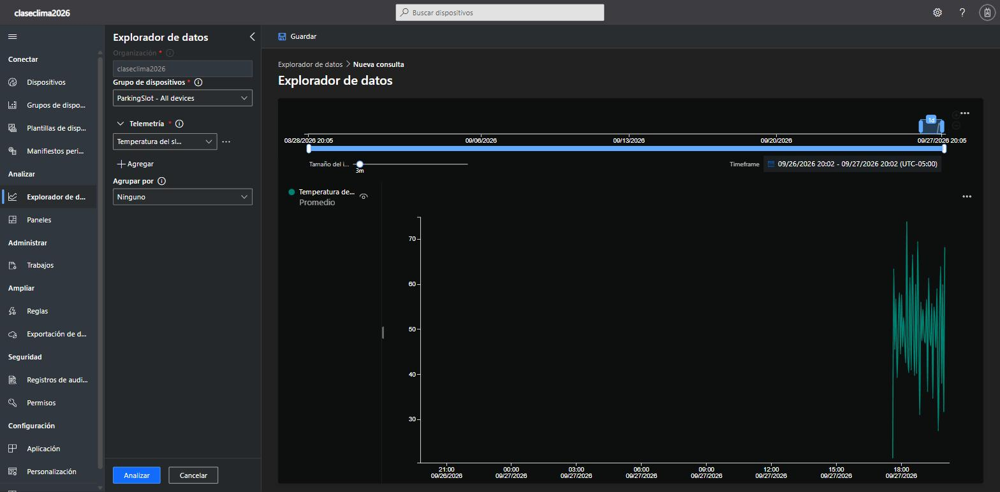 claseclima2026
Buscar dispositivos
?
Conectar
Dispositivos
Grupos de dispo...
Plantillas de disp...
Manifiestos peri...
Analizar
Explorador de d...
Paneles
Administrar
Trabajos
Ampliar
Reglas
Exportación de d...
Seguridad
Registros de audi...
Permisos
Configuración
Aplicación
Personalización
Explorador de datos
Organización *
claseclima2026
Grupo de dispositivos *
ParkingSlot - All devices
Telemetría *
Temperatura del sl...
Agregar
Agrupar por
Ninguno
Analizar
Cancelar
Guardar
Explorador de datos > Nueva consulta
Explorador de datos
1d
08/28/2026 20:05
09/06/2026
09/13/2026
09/20/2026
09/27/2026 20:05
Tamaño del i...
3m
Timeframe
09/26/2026 20:02 - 09/27/2026 20:02 (UTC-05:00)
Temperatura de...
Promedio
70
60
50
40
30
21:00
09/26/2026
00:00
09/27/2026
03:00
09/27/2026
06:00
09/27/2026
09:00
09/27/2026
12:00
09/27/2026
15:00
09/27/2026
18:00
09/27/2026